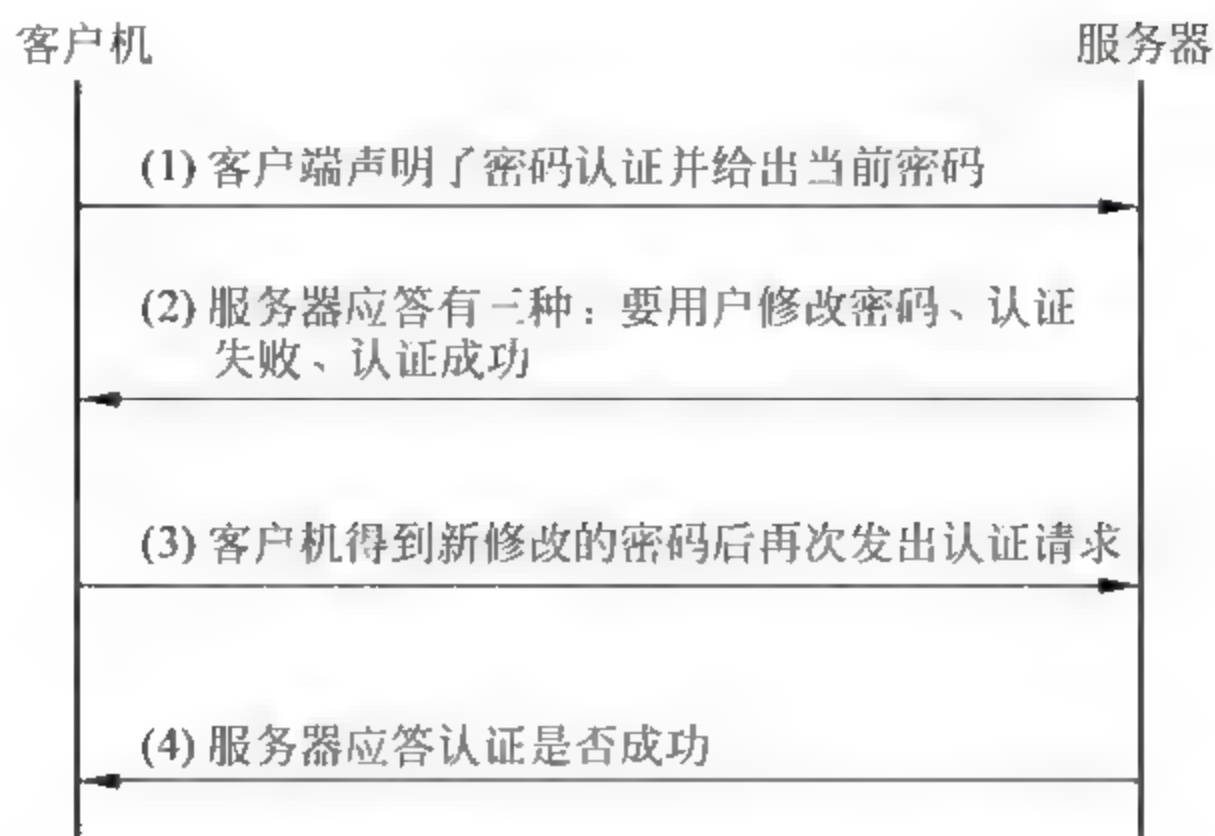 客户机
服务器
(1) 客户端声明了密码认证并给出当前密码
(2) 服务器应答有三种：要用户修改密码、认证
失败、认证成功
(3) 客户机得到新修改的密码后再次发出认证请求
(4) 服务器应答认证是否成功